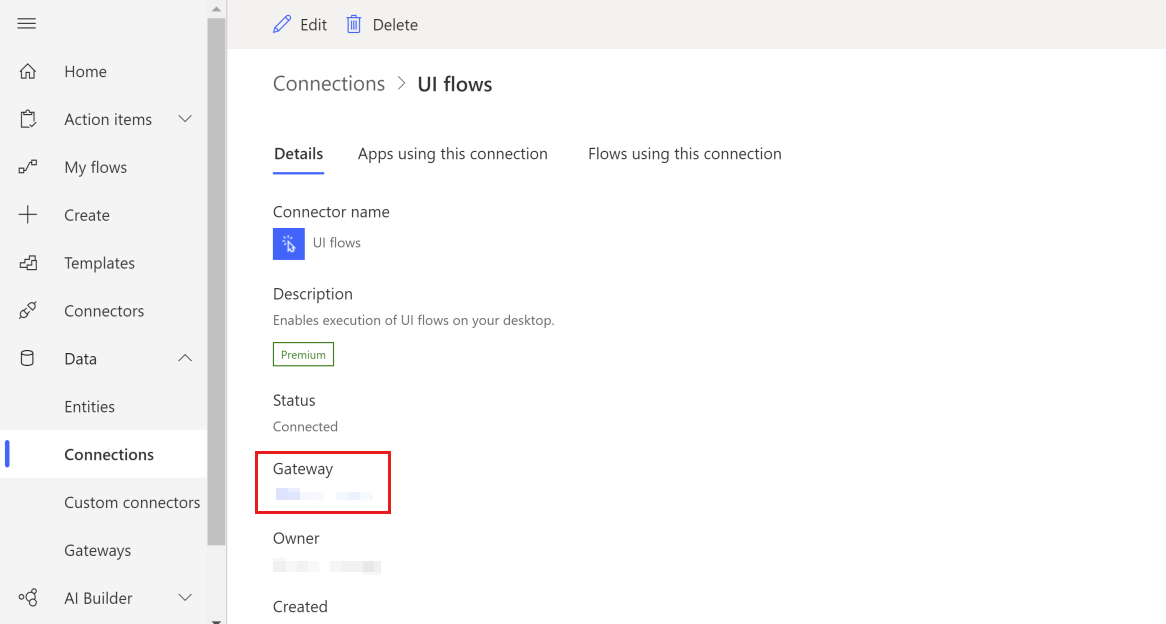 Home
Action items
My flows
Create
Templates
Connectors
Data
Entities
Connections
Custom connectors
Gateways
AI Builder
Edit
Delete
Connections > UI flows
Details
Apps using this connection
Flows using this connection
Connector name
UI flows
Description
Enables execution of UI flows on your desktop.
Premium
Status
Connected
Gateway
Owner
Created